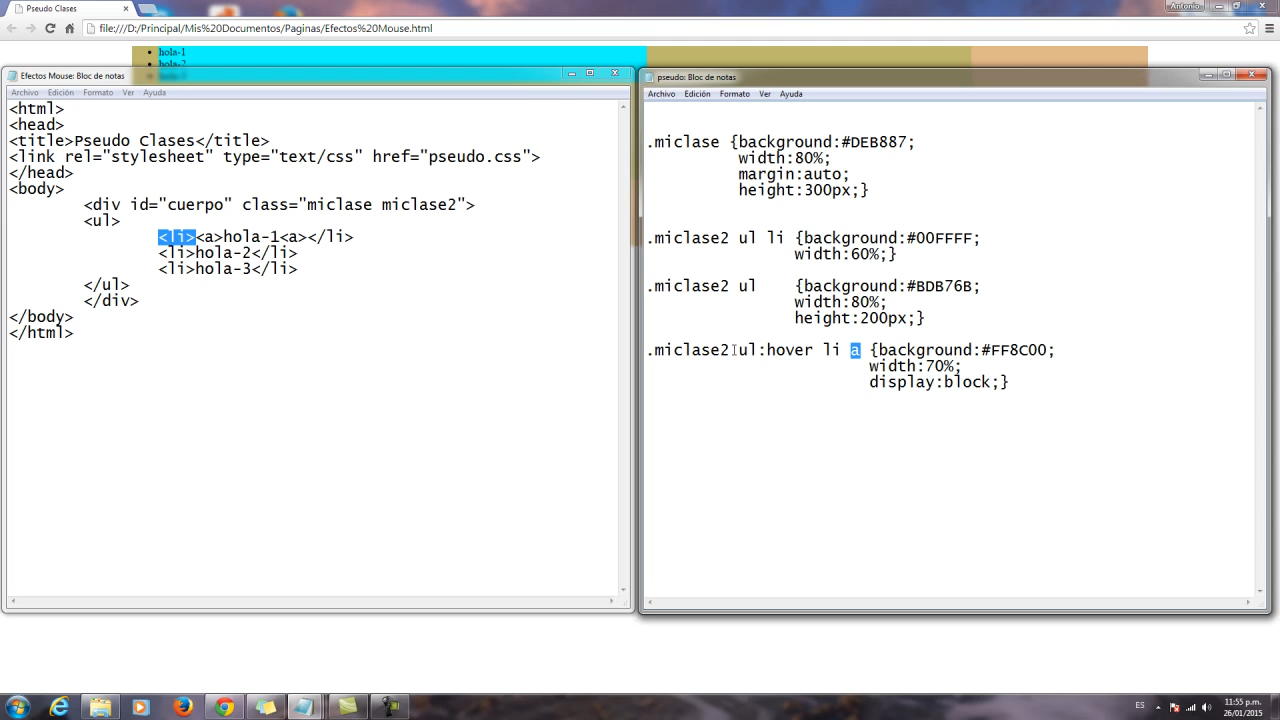 Pseudo Clases
Antonio
file:///D:/Principal/Mis%20Documentos/Paginas/Efectos%20Mouse.html
hola-1
hola-2
hola-3
Efectos Mouse: Bloc de notas
Archivo Edición Formato Ver Ayuda
<html>
<head>
<title>Pseudo Clases</title>
<link rel="stylesheet" type="text/css" href="pseudo.css">
</head>
<body>
<div id="cuerpo" class="miclase miclase2">
<ul>
<li><a>hola-1<a></li>
<li>hola-2</li>
<li>hola-3</li>
</ul>
</div>
</body>
</html>
pseudo: Bloc de notas
Archivo Edición Formato Ver Ayuda
.miclase {background:#DEB887;
width:80%;
margin:auto;
height:300px;}
.miclase2 ul li {background:#00FFFF;
width:60%;}
.miclase2 ul {background:#BDB76B;
width:80%;
height:200px;}
.miclase2 ul:hover li a {background:#FF8C00;
width:70%;
display:block;}
ES
11:55 p.m.
26/01/2015